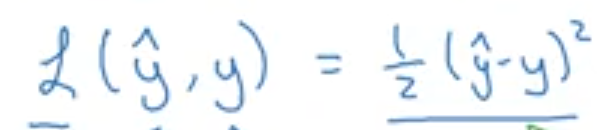 ℒ(ŷ, y) = ½(ŷ-y)²